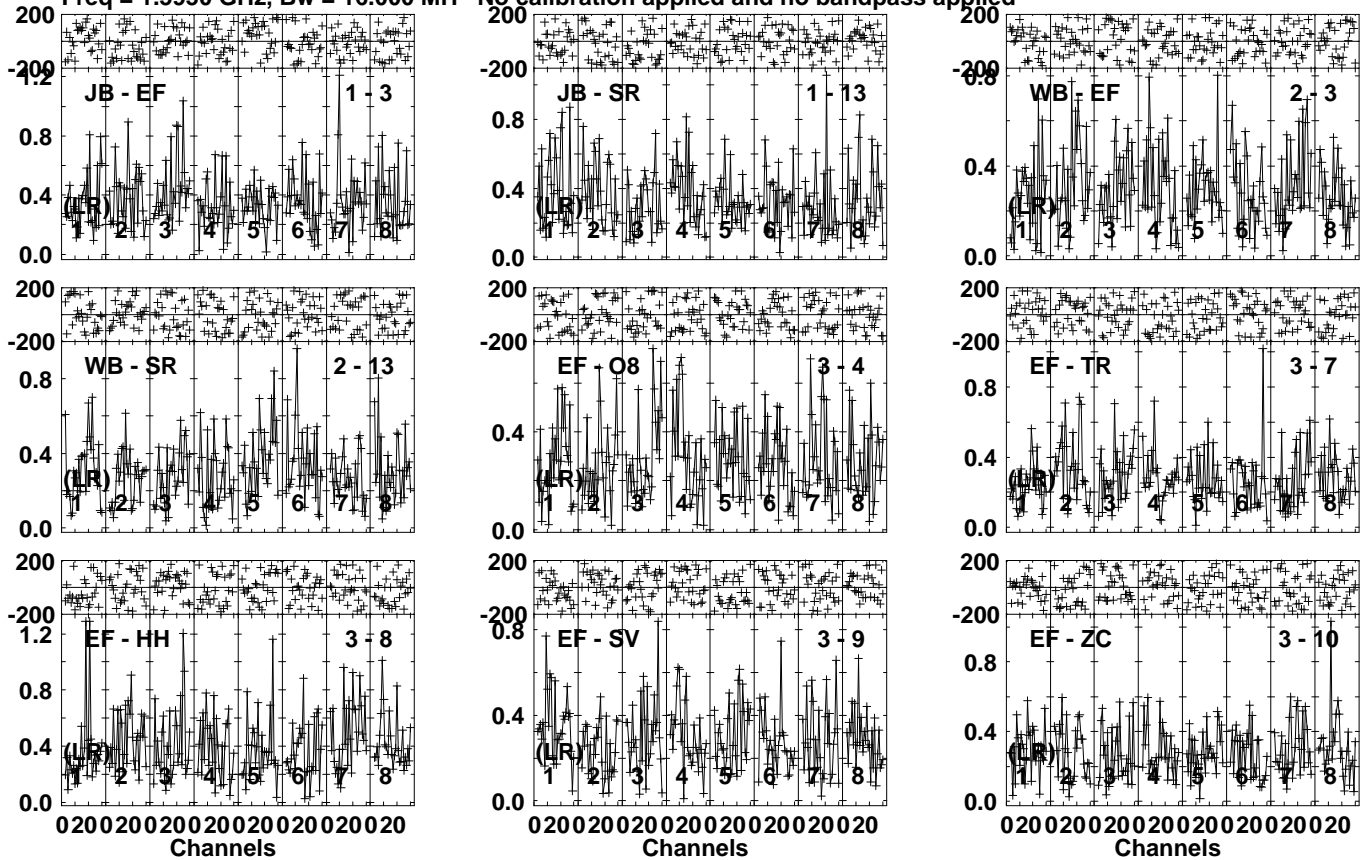 Freq = GHz, Bw = 16.000 MH No calibration applied and no bandpass applied
200
-200
1.2
0.8
0.4
0.0
JB - EF 1 - 3
(LR)
1 2 3 4 5 6 7 8
200
-200
0.8
0.4
0.0
JB - SR 1 - 13
(LR)
1 2 3 4 5 6 7 8
200
-200
0.8
0.4
0.0
WB - EF 2 - 3
(LR)
1 2 3 4 5 6 7 8
200
-200
0.8
0.4
0.0
WB - SR 2 - 13
(LR)
1 2 3 4 5 6 7 8
200
-200
0.4
0.0
EF - O8 3 - 4
(LR)
1 2 3 4 5 6 7 8
200
-200
0.8
0.4
0.0
EF - TR 3 - 7
(LR)
1 2 3 4 5 6 7 8
200
-200
1.2
0.8
0.4
0.0
EF - HH 3 - 8
(LR)
1 2 3 4 5 6 7 8
0 20 0 20 0 20 0 20 0 20 0 20 0 20 0 20
Channels
200
-200
0.8
0.4
0.0
EF - SV 3 - 9
(LR)
1 2 3 4 5 6 7 8
0 20 0 20 0 20 0 20 0 20 0 20 0 20 0 20
Channels
200
-200
0.8
0.4
0.0
EF - ZC 3 - 10
(LR)
1 2 3 4 5 6 7 8
0 20 0 20 0 20 0 20 0 20 0 20 0 20 0 20
Channels